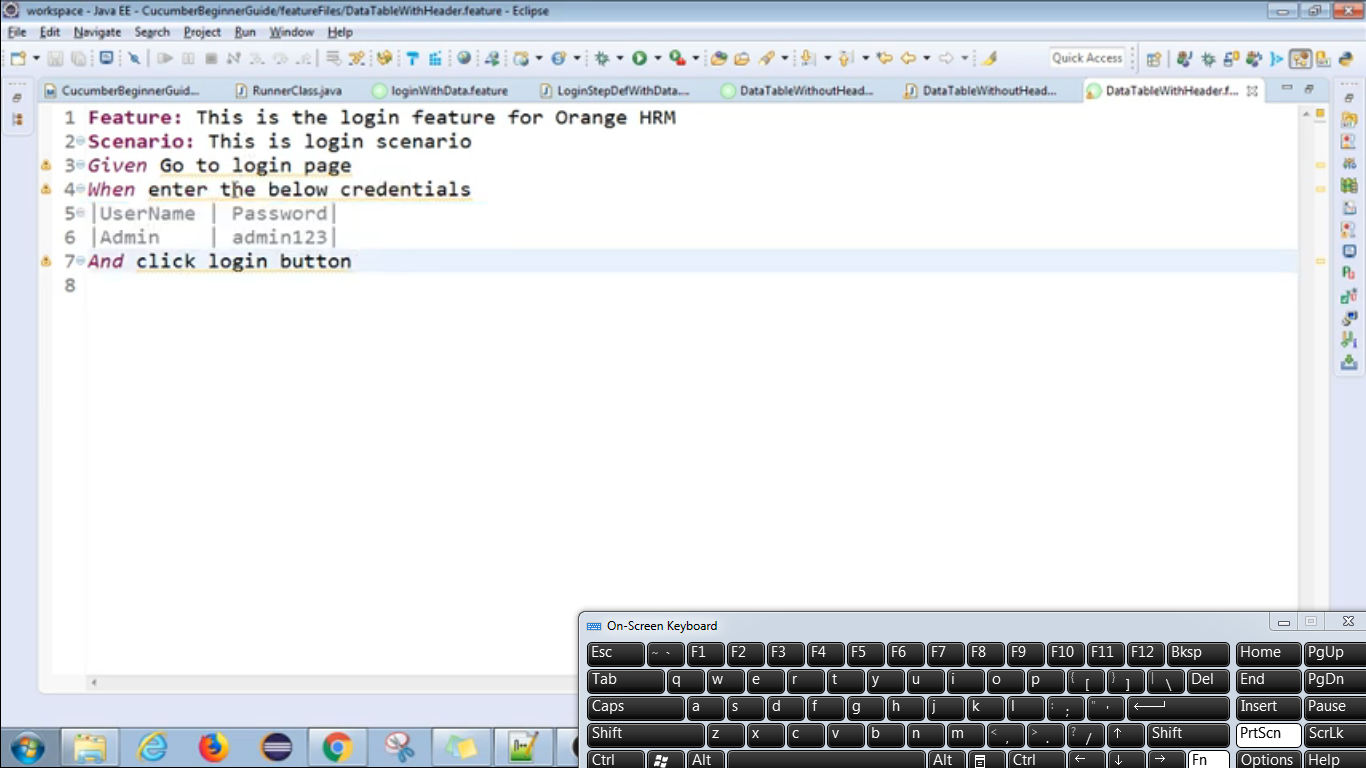 workspace - Java EE - CucumberBeginnerGuide/featureFiles/DataTableWithHeader.feature - Eclipse
File Edit Navigate Search Project Run Window Help
Quick Access
CucumberBeginnerGuid... RunnerClass.java loginWithData.feature LoginStepDefWithData.... DataTableWithoutHead... DataTableWithoutHead... DataTableWithHeader.f...
1 Feature: This is the login feature for Orange HRM
2 Scenario: This is login scenario
3 Given Go to login page
4 When enter the below credentials
5 |UserName | Password|
6 |Admin | admin123|
7 And click login button
8
On-Screen Keyboard
Esc ~ ` F1 F2 F3 F4 F5 F6 F7 F8 F9 F10 F11 F12 Bksp Home PgUp
Tab q w e r t y u i o p { [ } ] | \ Del End PgDn
Caps a s d f g h j k l : ; " ' Insert Pause
Shift z x c v b n m < , > . ? / ↑ Shift PrtScn ScrLk
Ctrl Alt Alt Ctrl ← ↓ → Fn Options Help